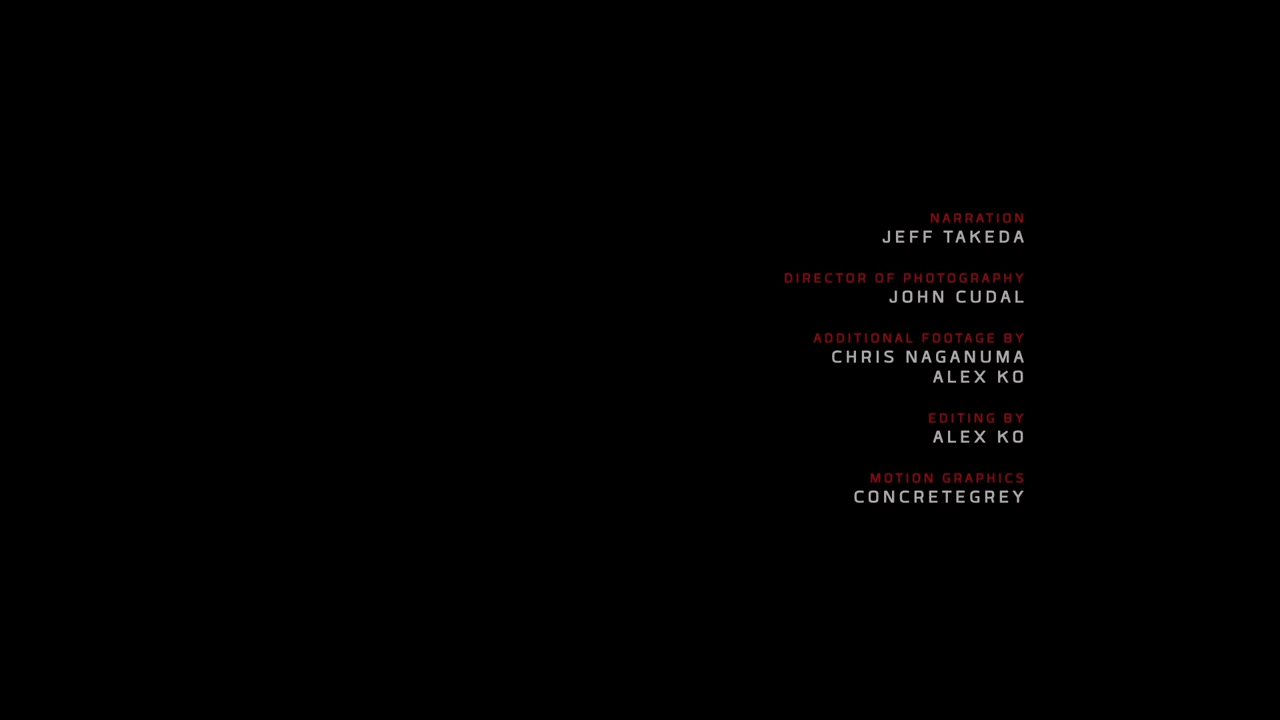 NARRATION
JEFF TAKEDA
DIRECTOR OF PHOTOGRAPHY
JOHN CUDAL
ADDITIONAL FOOTAGE BY
CHRIS NAGANUMA
ALEX KO
EDITING BY
ALEX KO
MOTION GRAPHICS
CONCRETEGREY